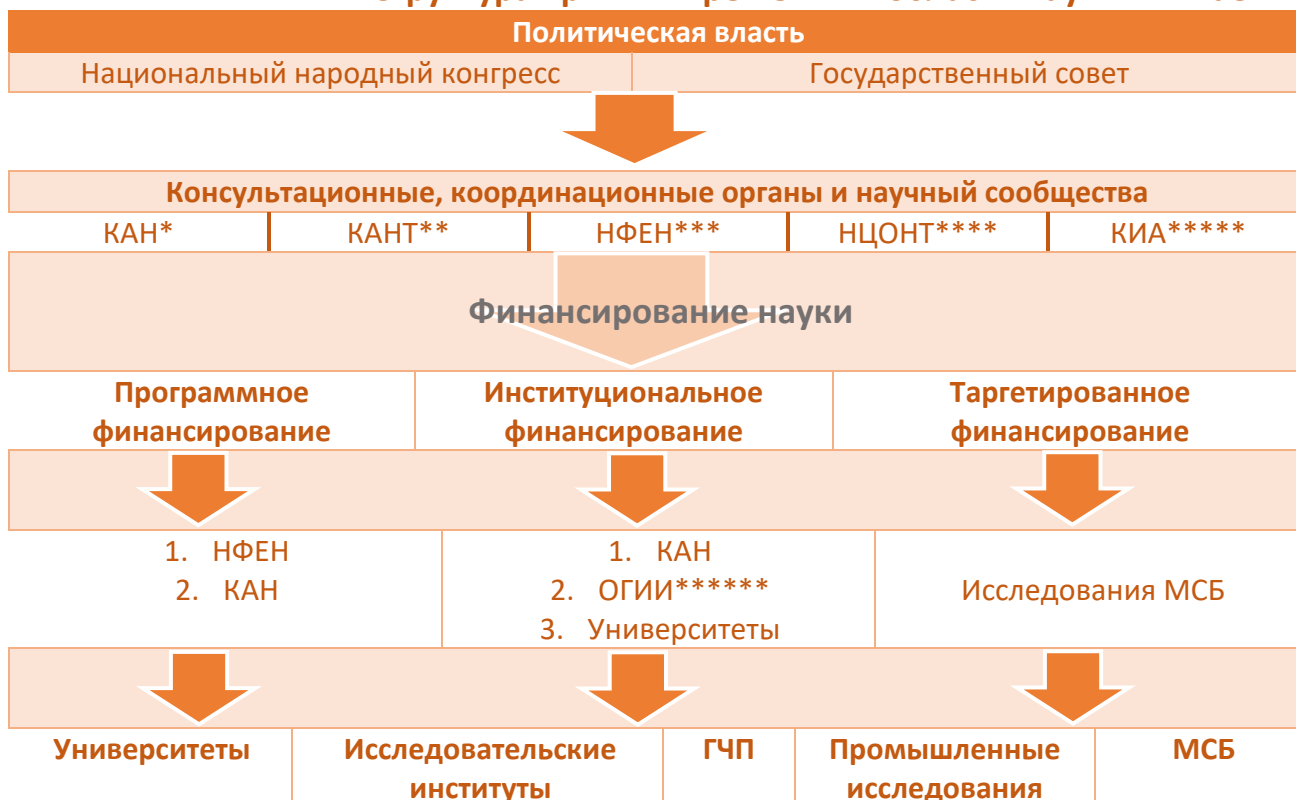 Политическая власть
Национальный народный конгресс Государственный совет
Консультационные, координационные органы и научный сообщества
КАН* КАНТ** НФЕН*** НЦОНТ**** КИА*****
Финансирование науки
Программное финансирование
Институциональное финансирование
Таргетированное финансирование
1. НФЕН
2. КАН
1. КАН
2. ОГИИ******
3. Университеты
Исследования МСБ
Университеты
Исследовательские
институты
ГЧП
Промышленные
исследования
МСБ